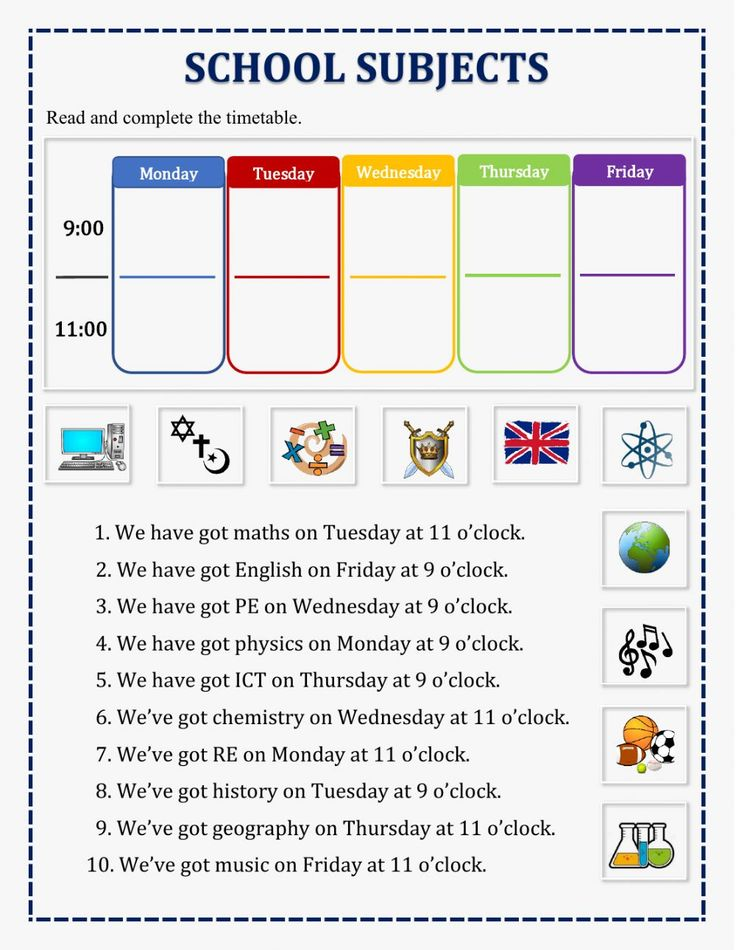 SCHOOL SUBJECTS
Read and complete the timetable.
Monday Tuesday Wednesday Thursday Friday
9:00
11:00
1. We have got maths on Tuesday at 11 o’clock.
2. We have got English on Friday at 9 o’clock.
3. We have got PE on Wednesday at 9 o’clock.
4. We have got physics on Monday at 9 o’clock.
5. We have got ICT on Thursday at 9 o’clock.
6. We’ve got chemistry on Wednesday at 11 o’clock.
7. We’ve got RE on Monday at 11 o’clock.
8. We’ve got history on Tuesday at 9 o’clock.
9. We’ve got geography on Thursday at 11 o’clock.
10. We’ve got music on Friday at 11 o’clock.